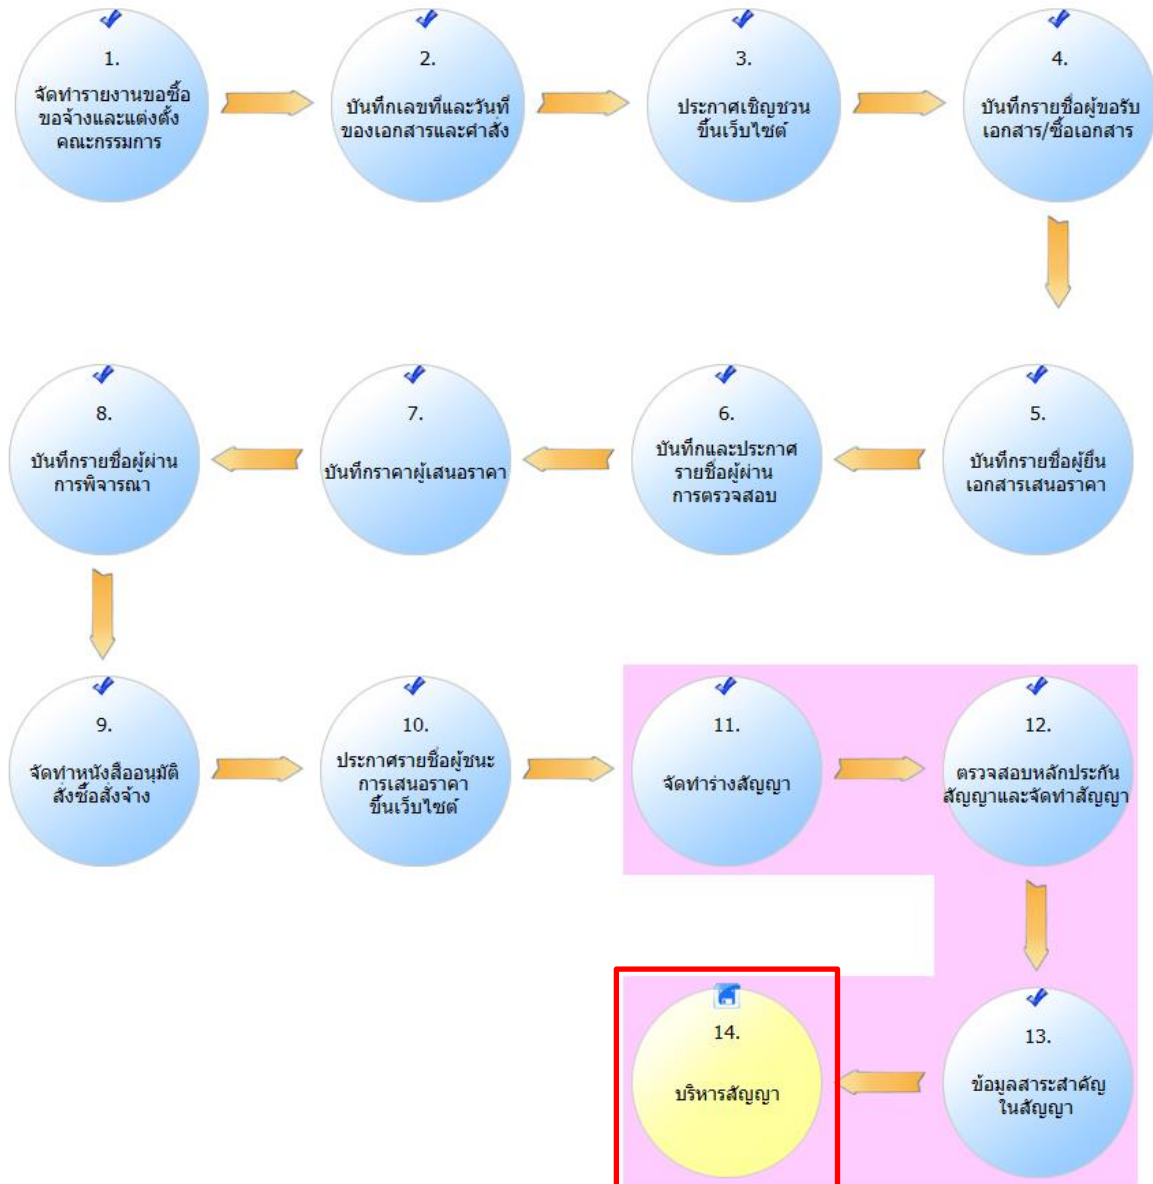 1.
จัดทำรายงานขอซื้อ
ขอจ้างและแต่งตั้ง
คณะกรรมการ
2.
บันทึกเลขที่และวันที่
ของเอกสารและคำสั่ง
3.
ประกาศเชิญชวน
ขึ้นเว็บไซต์
4.
บันทึกรายชื่อผู้ขอรับ
เอกสาร/ซื้อเอกสาร
5.
บันทึกรายชื่อผู้ยื่น
เอกสารเสนอราคา
6.
บันทึกและประกาศ
รายชื่อผู้ผ่าน
การตรวจสอบ
7.
บันทึกราคาผู้เสนอราคา
8.
บันทึกรายชื่อผู้ผ่าน
การพิจารณา
9.
จัดทำหนังสืออนุมัติ
สั่งซื้อสั่งจ้าง
10.
ประกาศรายชื่อผู้ชนะ
การเสนอราคา
ขึ้นเว็บไซต์
11.
จัดทำร่างสัญญา
12.
ตรวจสอบหลักประกัน
สัญญาและจัดทำสัญญา
13.
ข้อมูลสาระสำคัญ
ในสัญญา
14.
บริหารสัญญา